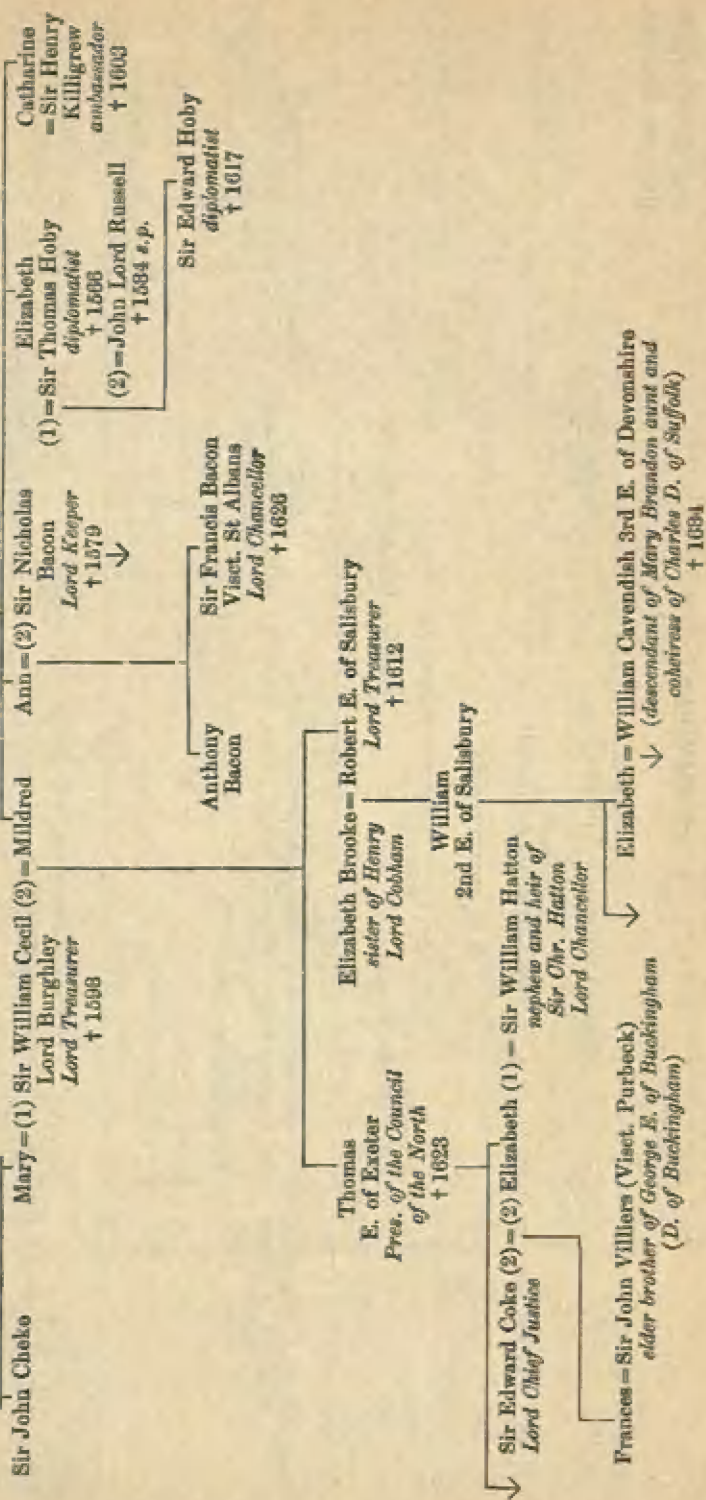 Sir John Cheke
Mary=(1) Sir William Cecil (2)=Mildred
Lord Burghley
Lord Treasurer
† 1598
Ann=(2) Sir Nicholas
Bacon
Lord Keeper
† 1579
Elizabeth
(1)=Sir Thomas Hoby
diplomatist
† 1566
(2)=John Lord Russell
† 1584 s.p.
Catharine
=Sir Henry
Killigrew
ambassador
† 1603
Anthony
Bacon
Sir Francis Bacon
Visct. St Albans
Lord Chancellor
† 1626
Sir Edward Hoby
diplomatist
† 1617
Thomas
E. of Exeter
Pres. of the Council
of the North
† 1623
Elizabeth Brooke=Robert E. of Salisbury
sister of Henry
Lord Cobham
Lord Treasurer
† 1612
William
2nd E. of Salisbury
Sir Edward Coke (2)=(2) Elizabeth (1)=Sir William Hatton
Lord Chief Justice
nephew and heir of
Sir Chr. Hatton
Lord Chancellor
Frances=Sir John Villiers (Visct. Purbeck)
elder brother of George E. of Buckingham
(D. of Buckingham)
Elizabeth=William Cavendish 3rd E. of Devonshire
(descendant of Mary Brandon aunt and
coheiress of Charles D. of Suffolk)
† 1684